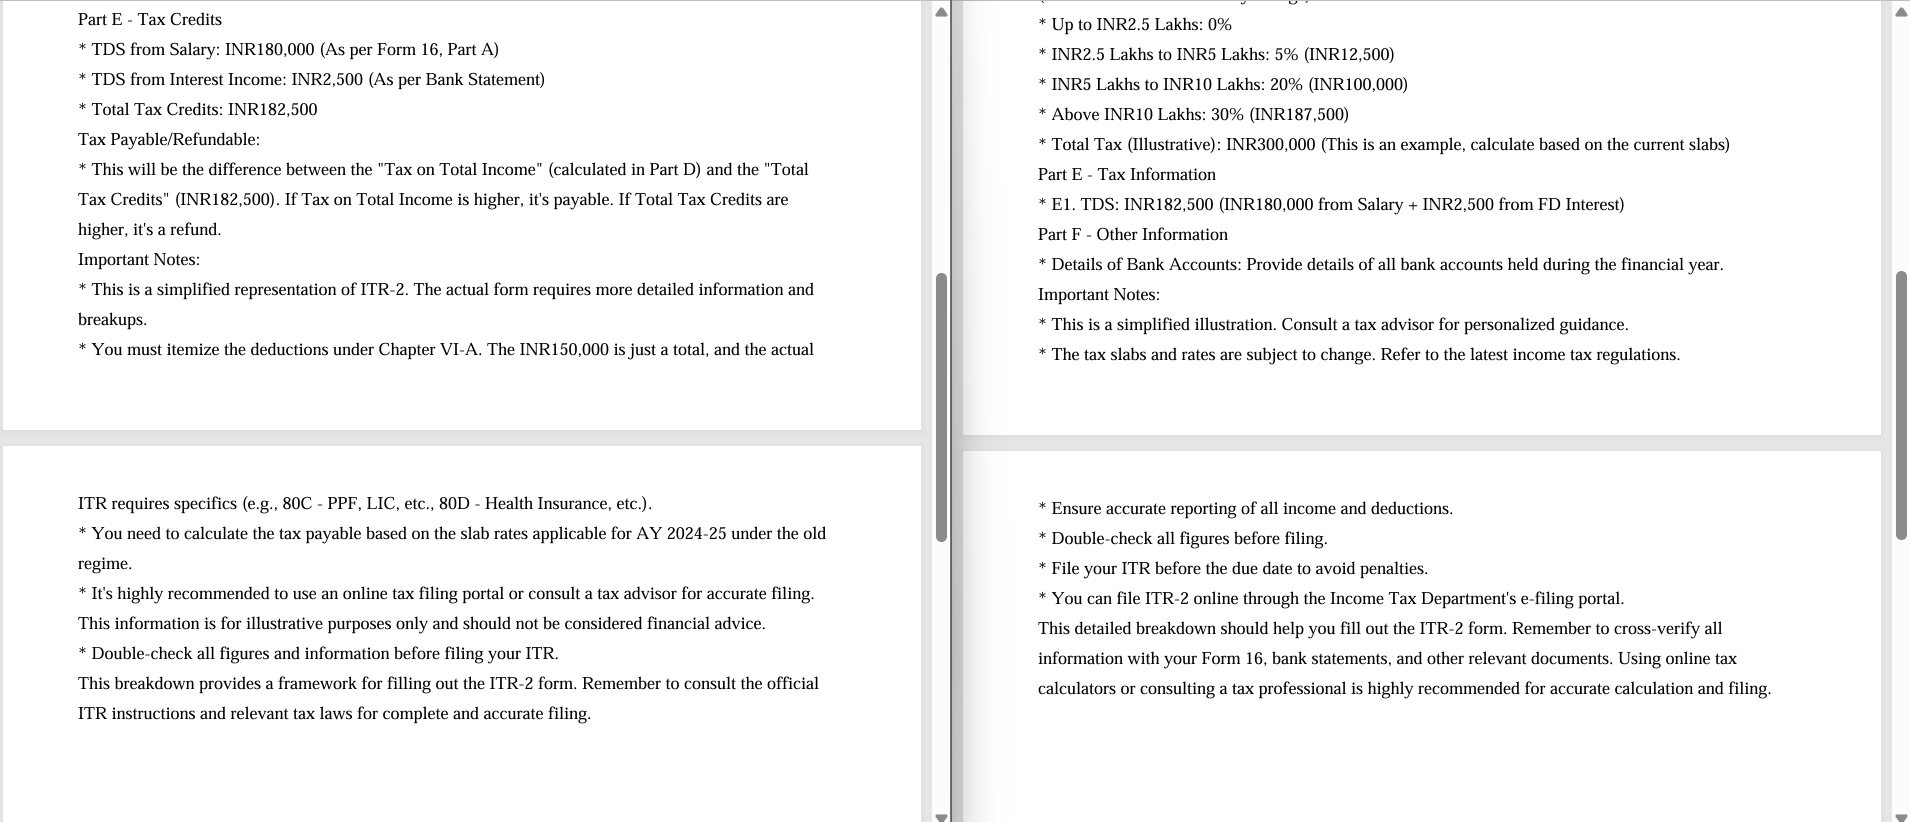 Part E - Tax Credits
* TDS from Salary: INR180,000 (As per Form 16, Part A)
* TDS from Interest Income: INR2,500 (As per Bank Statement)
* Total Tax Credits: INR182,500
Tax Payable/Refundable:
* This will be the difference between the "Tax on Total Income" (calculated in Part D) and the "Total
Tax Credits" (INR182,500). If Tax on Total Income is higher, it's payable. If Total Tax Credits are
higher, it's a refund.
Important Notes:
* This is a simplified representation of ITR-2. The actual form requires more detailed information and
breakups.
* You must itemize the deductions under Chapter VI-A. The INR150,000 is just a total, and the actual
ITR requires specifics (e.g., 80C - PPF, LIC, etc., 80D - Health Insurance, etc.).
* You need to calculate the tax payable based on the slab rates applicable for AY 2024-25 under the old
regime.
* It's highly recommended to use an online tax filing portal or consult a tax advisor for accurate filing.
This information is for illustrative purposes only and should not be considered financial advice.
* Double-check all figures and information before filing your ITR.
This breakdown provides a framework for filling out the ITR-2 form. Remember to consult the official
ITR instructions and relevant tax laws for complete and accurate filing.
* Up to INR2.5 Lakhs: 0%
* INR2.5 Lakhs to INR5 Lakhs: 5% (INR12,500)
* INR5 Lakhs to INR10 Lakhs: 20% (INR100,000)
* Above INR10 Lakhs: 30% (INR187,500)
* Total Tax (Illustrative): INR300,000 (This is an example, calculate based on the current slabs)
Part E - Tax Information
* E1. TDS: INR182,500 (INR180,000 from Salary + INR2,500 from FD Interest)
Part F - Other Information
* Details of Bank Accounts: Provide details of all bank accounts held during the financial year.
Important Notes:
* This is a simplified illustration. Consult a tax advisor for personalized guidance.
* The tax slabs and rates are subject to change. Refer to the latest income tax regulations.
* Ensure accurate reporting of all income and deductions.
* Double-check all figures before filing.
* File your ITR before the due date to avoid penalties.
* You can file ITR-2 online through the Income Tax Department's e-filing portal.
This detailed breakdown should help you fill out the ITR-2 form. Remember to cross-verify all
information with your Form 16, bank statements, and other relevant documents. Using online tax
calculators or consulting a tax professional is highly recommended for accurate calculation and filing.